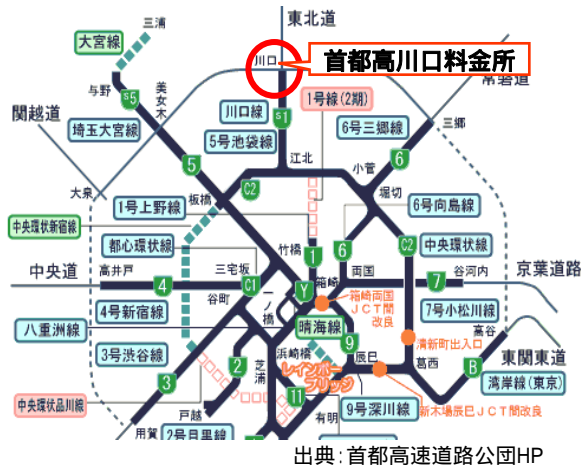 三浦
東北道
大宮線
川口
首都高川口料金所
常磐道
与野
美女木
S5
関越道
川口線
S1
1号線(2期)
埼玉大宮線
5号池袋線
6号三郷線
三郷
5
江北
小菅
6
大泉
板橋
C2
堀切
1号上野線
6号向島線
中央環状新宿線
都心環状線
竹橋
1
6
C2
中央環状線
中央道
高井戸
4
三宅坂
C1
箱崎
両国
7
谷河内
京葉道路
谷町
一ノ橋
Y
箱崎両国
JCT間
改良
4号新宿線
7号小松川線
八重洲線
晴海線
高谷
3号渋谷線
2
芝浦
浜崎橋
9
辰巳
清新町出入口
葛西
東関東道
B
レインボー
ブリッジ
湾岸線(東京)
3
中央環状品川線
戸越
11
有明
9号深川線
新木場辰巳JCT間改良
用賀
2号目黒線
出典:首都高速道路公団HP